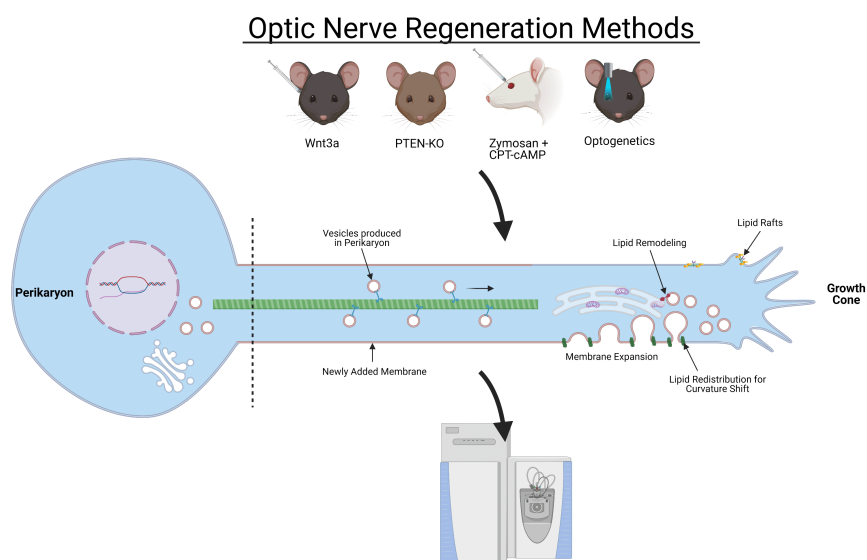 Optic Nerve Regeneration Methods
Wnt3a
PTEN-KO
Zymosan +
CPT-cAMP
Optogenetics
Vesicles produced
in Perikaryon
Lipid Remodeling
Lipid Rafts
Perikaryon
Growth
Cone
Newly Added Membrane
Membrane Expansion
Lipid Redistribution for
Curvature Shift